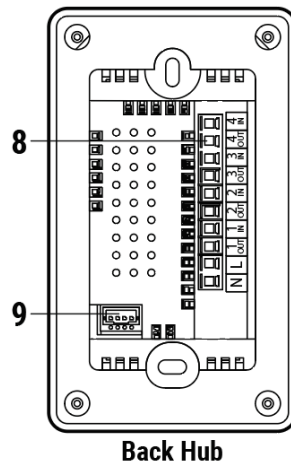 8
9
4 IN
4 OUT
3 IN
3 OUT
2 IN
2 OUT
1 IN
1 OUT
L
N
Back Hub